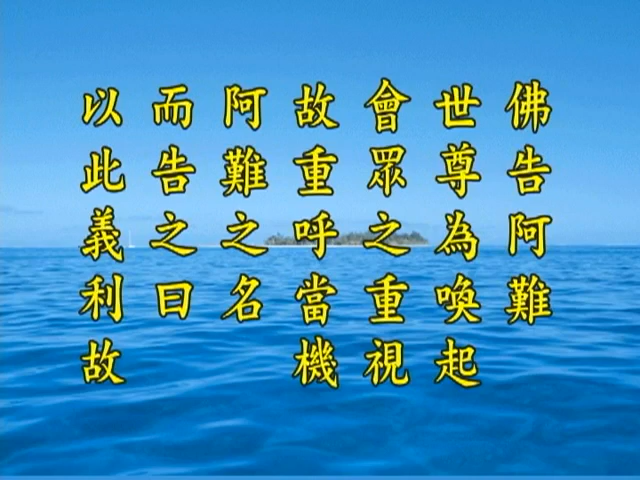 佛告阿難
世尊為喚起
會眾之重視
故重呼當機
阿難之名
而告之曰
以此義利故